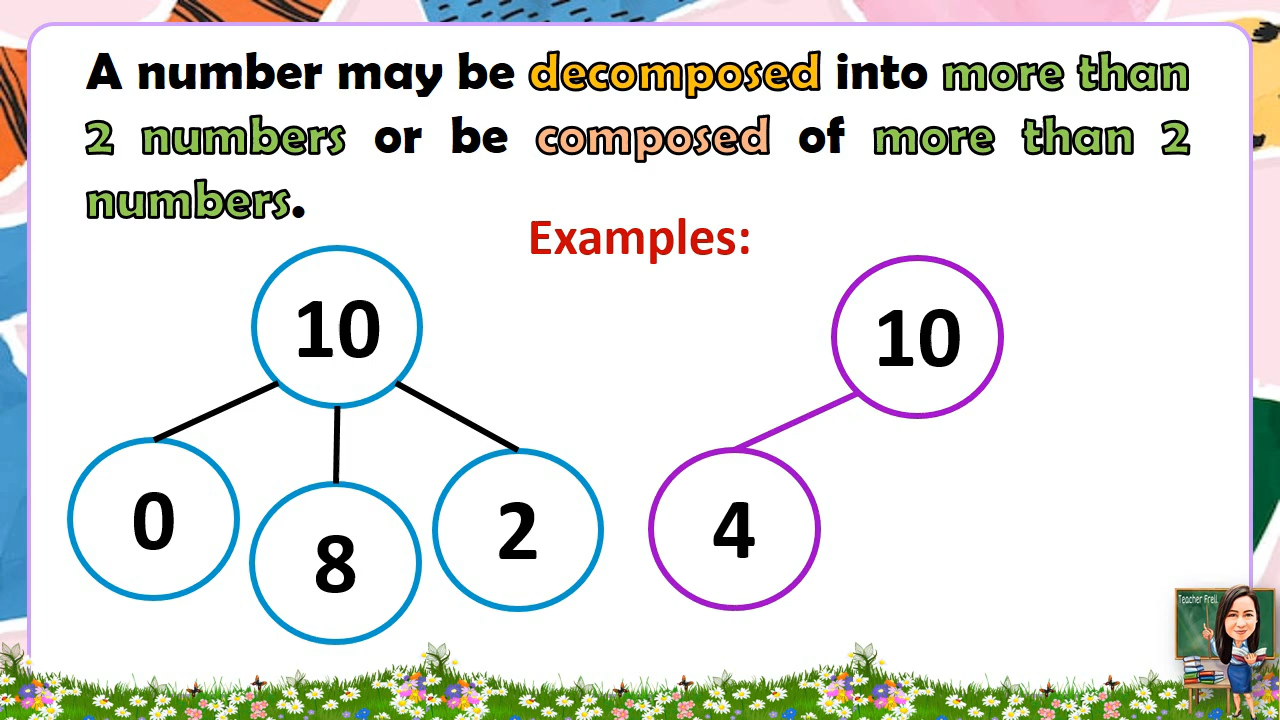 A number may be decomposed into more than
2 numbers or be composed of more than 2
numbers.
Examples:
10
0
8
2
10
4
Teacher Frell